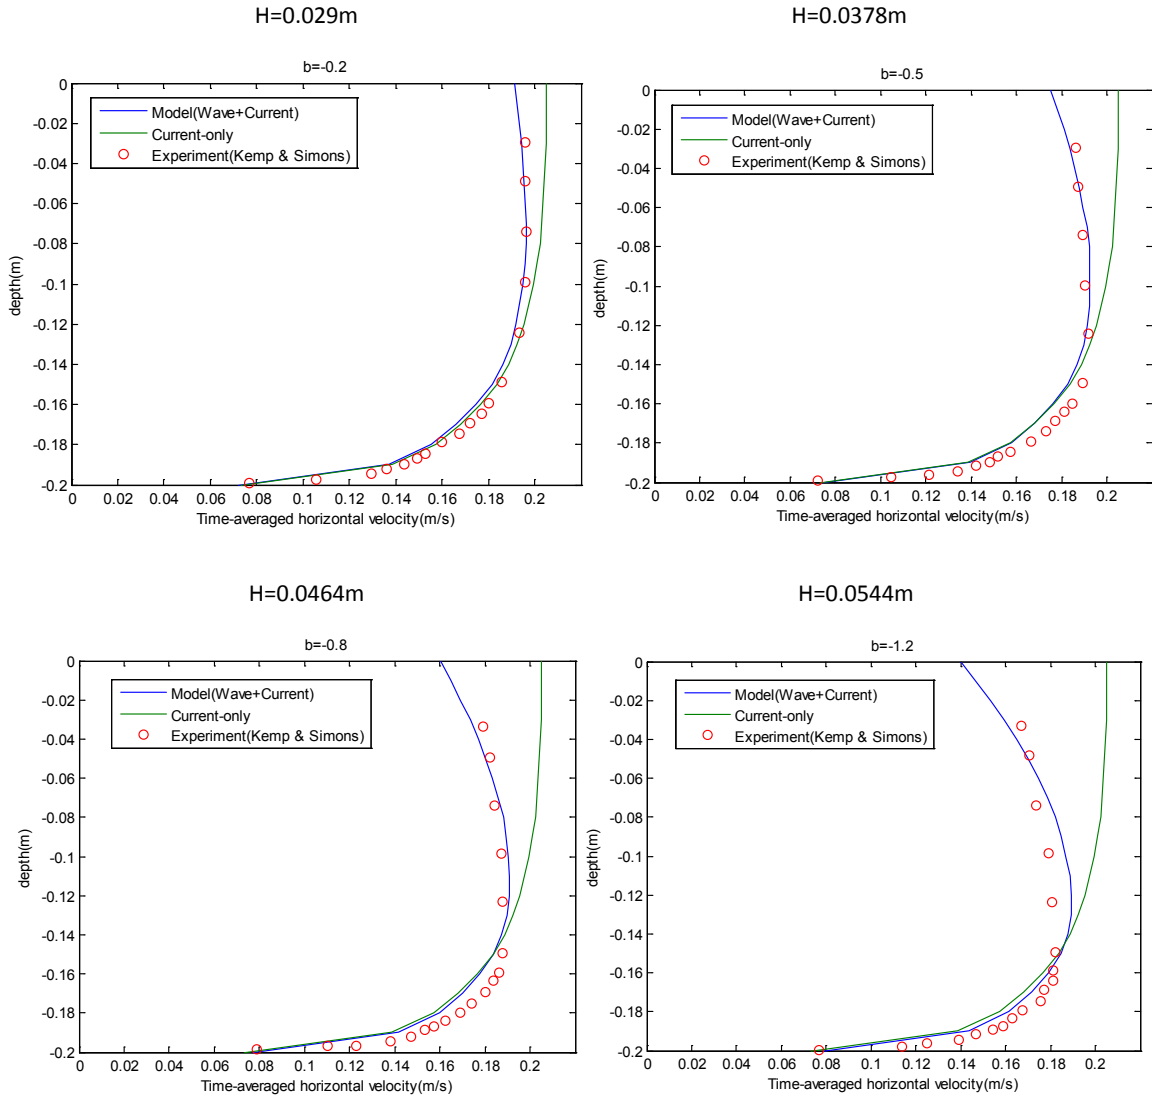 H=0.029m
b=-0.2
Model(Wave+Current)
Current-only
Experiment(Kemp & Simons)
depth(m)
0
-0.02
-0.04
-0.06
-0.08
-0.1
-0.12
-0.14
-0.16
-0.18
-0.2
0 0.02 0.04 0.06 0.08 0.1 0.12 0.14 0.16 0.18 0.2
Time-averaged horizontal velocity(m/s)
H=0.0378m
b=-0.5
Model(Wave+Current)
Current-only
Experiment(Kemp & Simons)
depth(m)
0
-0.02
-0.04
-0.06
-0.08
-0.1
-0.12
-0.14
-0.16
-0.18
-0.2
0 0.02 0.04 0.06 0.08 0.1 0.12 0.14 0.16 0.18 0.2
Time-averaged horizontal velocity(m/s)
H=0.0464m
b=-0.8
Model(Wave+Current)
Current-only
Experiment(Kemp & Simons)
depth(m)
0
-0.02
-0.04
-0.06
-0.08
-0.1
-0.12
-0.14
-0.16
-0.18
-0.2
0 0.02 0.04 0.06 0.08 0.1 0.12 0.14 0.16 0.18 0.2
Time-averaged horizontal velocity(m/s)
H=0.0544m
b=-1.2
Model(Wave+Current)
Current-only
Experiment(Kemp & Simons)
depth(m)
0
-0.02
-0.04
-0.06
-0.08
-0.1
-0.12
-0.14
-0.16
-0.18
-0.2
0 0.02 0.04 0.06 0.08 0.1 0.12 0.14 0.16 0.18 0.2
Time-averaged horizontal velocity(m/s)